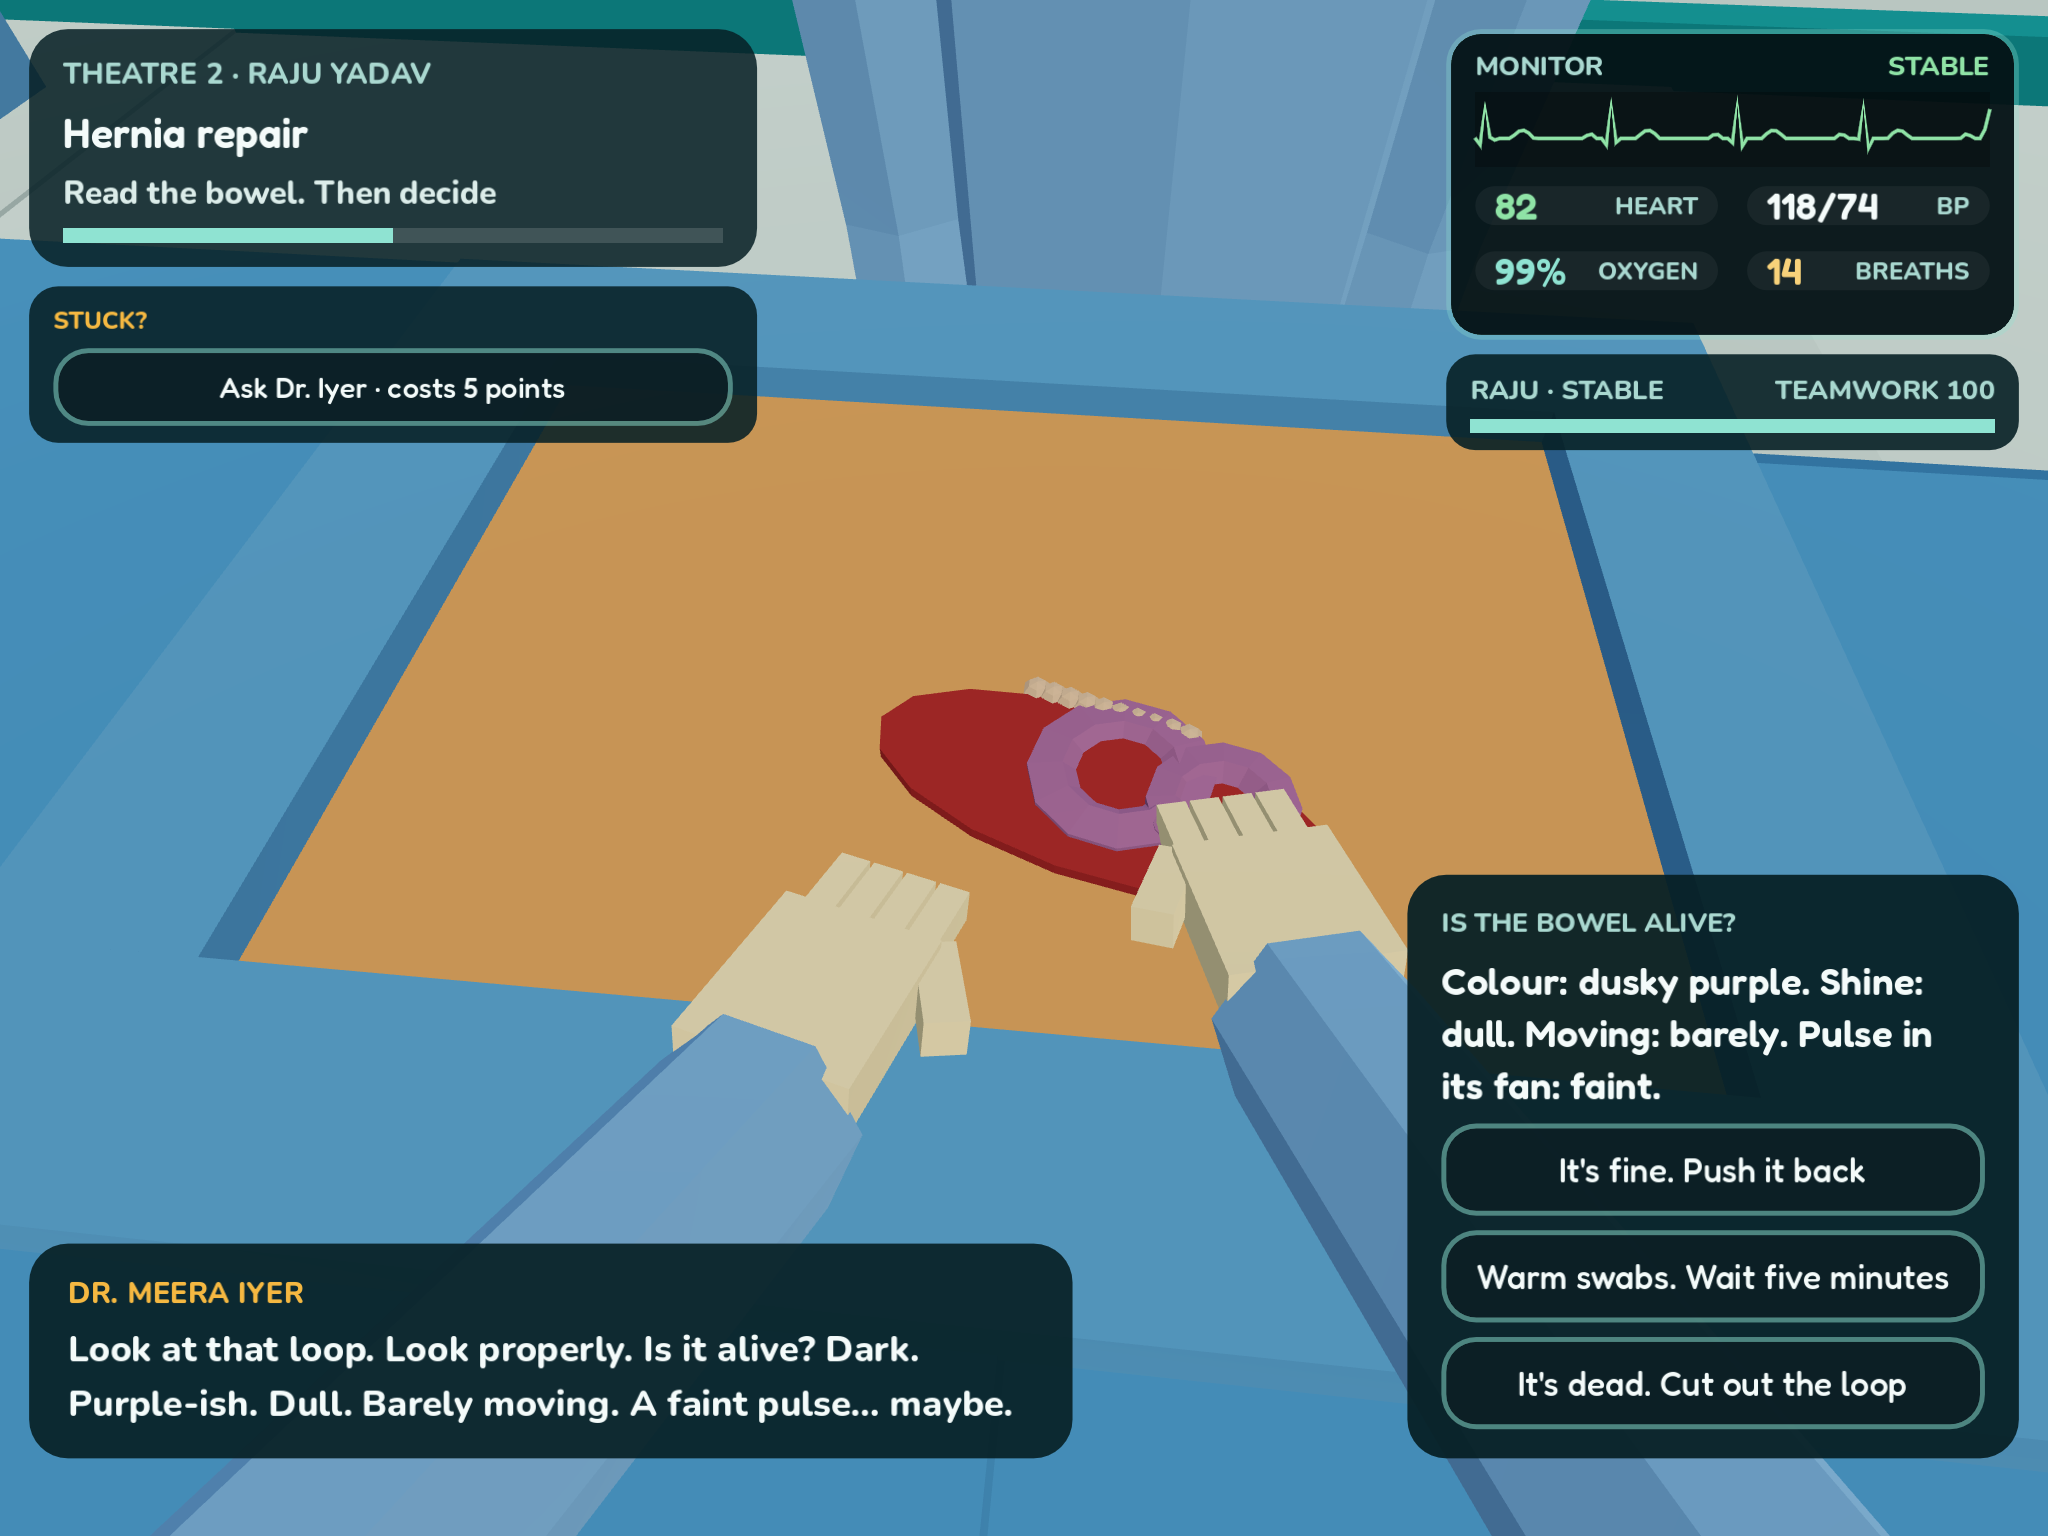 THEATRE 2 · RAJU YADAV
Hernia repair
Read the bowel. Then decide
STUCK?
Ask Dr. Iyer · costs 5 points
MONITOR
STABLE
82 HEART
118/74 BP
99% OXYGEN
14 BREATHS
RAJU · STABLE
TEAMWORK 100
IS THE BOWEL ALIVE?
Colour: dusky purple. Shine:
dull. Moving: barely. Pulse in
its fan: faint.
It's fine. Push it back
Warm swabs. Wait five minutes
It's dead. Cut out the loop
DR. MEERA IYER
Look at that loop. Look properly. Is it alive? Dark.
Purple-ish. Dull. Barely moving. A faint pulse... maybe.